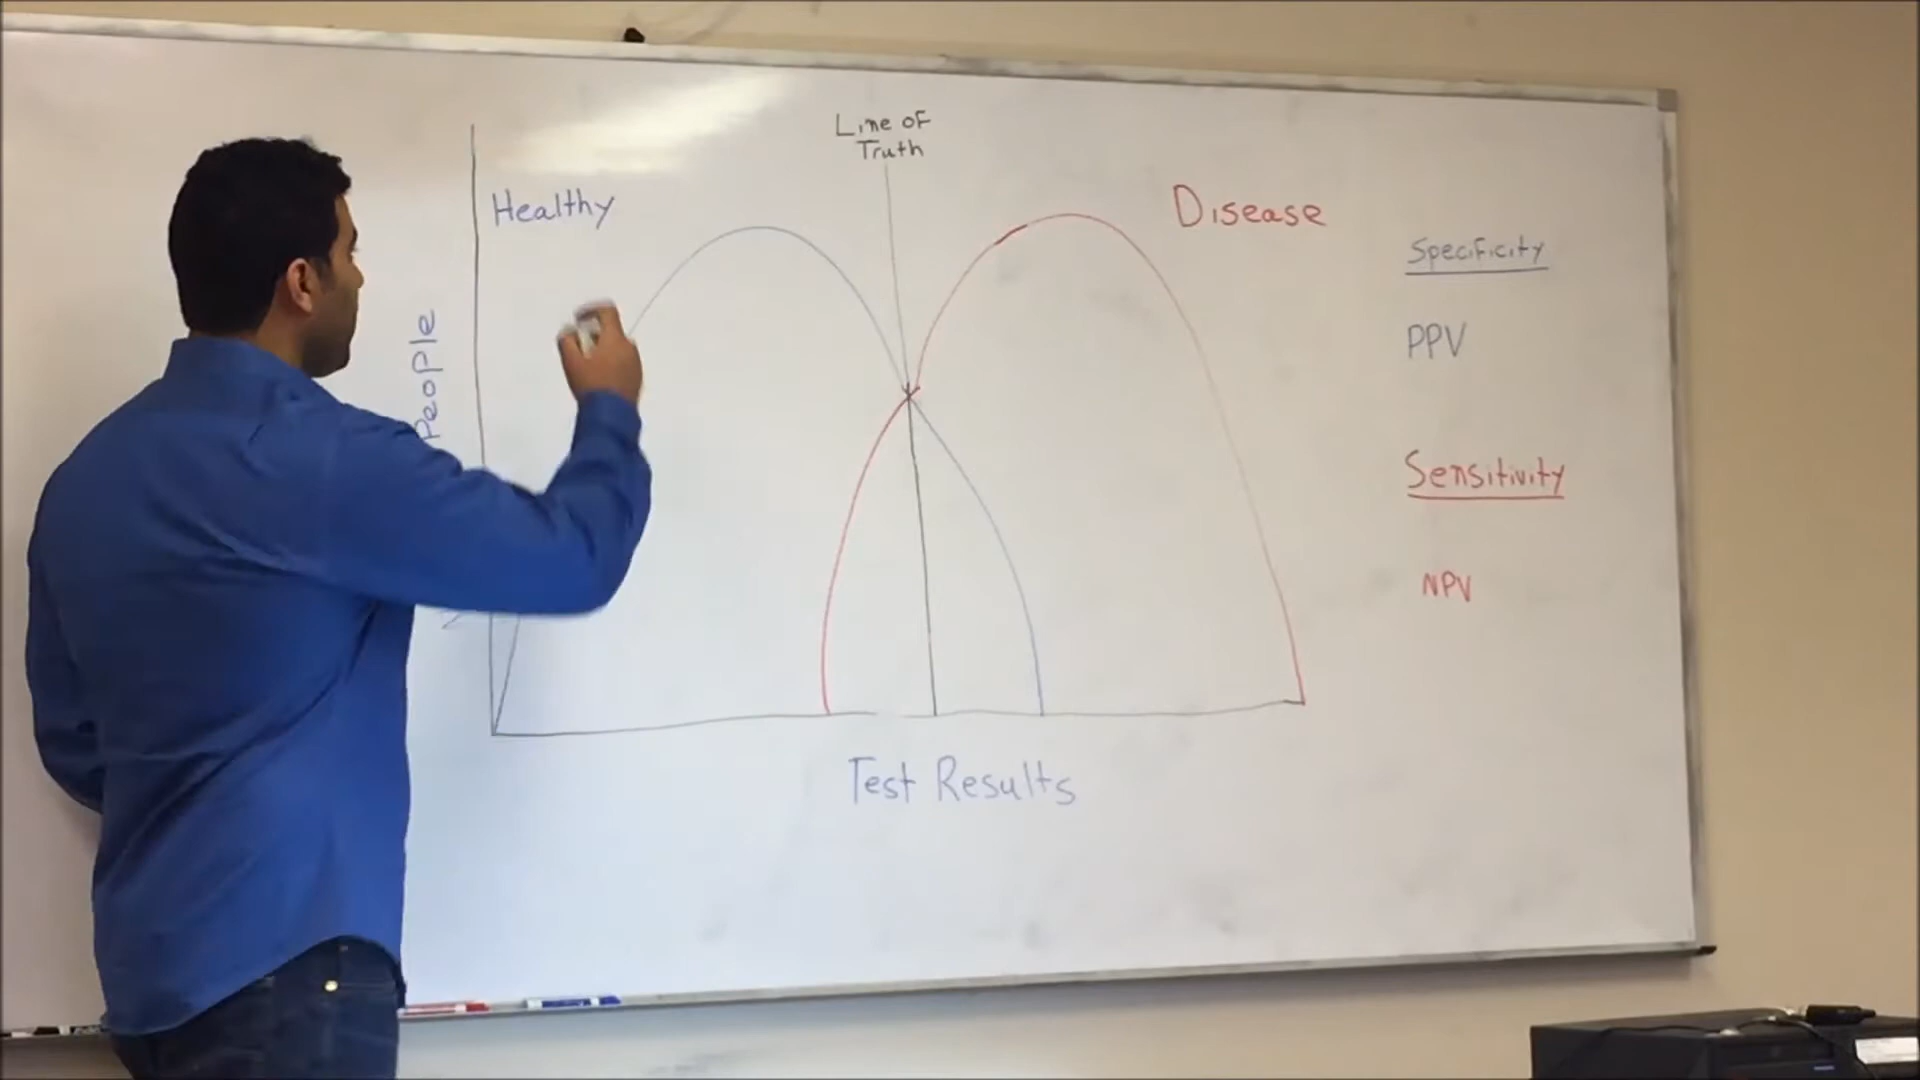 Line of
Truth
Healthy
Disease
Specificity
PPV
People
Sensitivity
NPV
Test Results